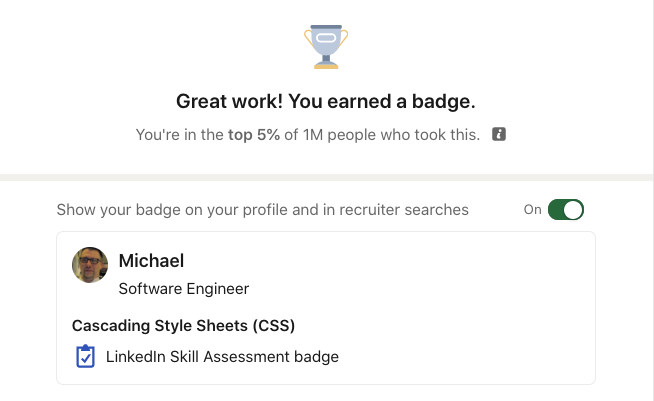 Great work! You earned a badge.
You're in the top 5% of 1M people who took this.
Show your badge on your profile and in recruiter searches
On
Michael
Software Engineer
Cascading Style Sheets (CSS)
LinkedIn Skill Assessment badge